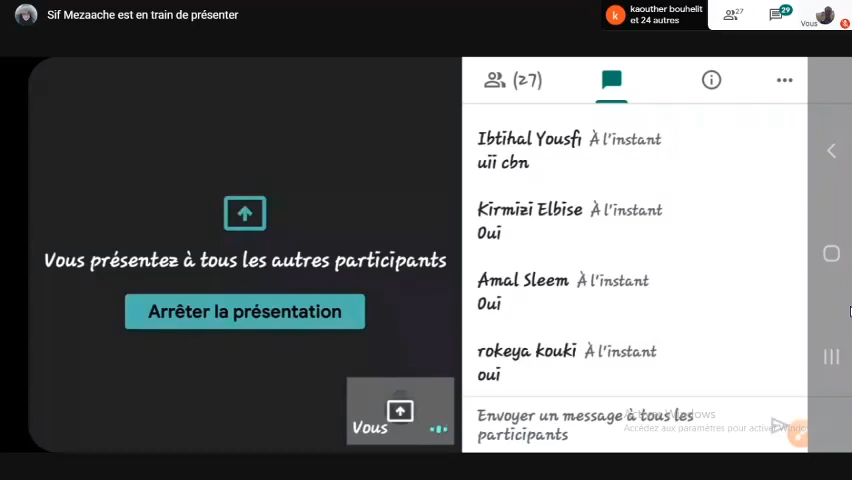 Sif Mezaache est en train de présenter
kaouther bouhelit
et 24 autres
k
27
29
Vous
(27)
Ibtihal Yousfi À l'instant
uii cbn
Kirmizi Elbise À l'instant
Oui
Amal Sleem À l'instant
Oui
rokeya kouki À l'instant
oui
Vous présentez à tous les autres participants
Arrêter la présentation
Vous
Envoyer un message à tous les
participants
Activer Windows
Accédez aux paramètres pour activer Windows